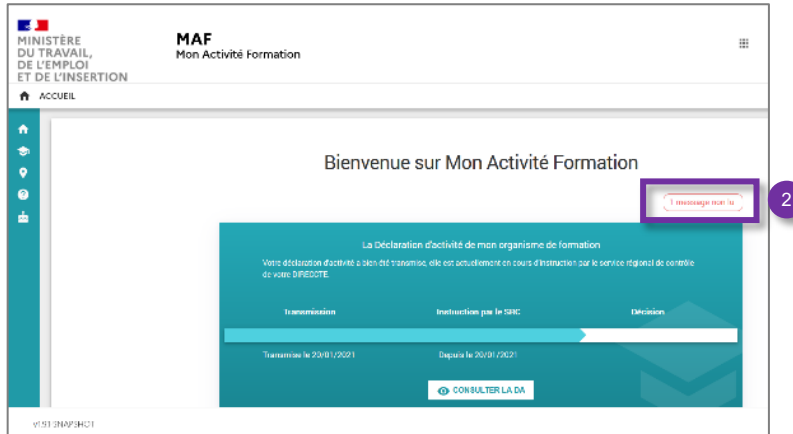 MINISTÈRE
DU TRAVAIL,
DE L'EMPLOI
ET DE L'INSERTION
MAF
Mon Activité Formation
ACCUEIL
Bienvenue sur Mon Activité Formation
1 message non lu
2
La Déclaration d'activité de mon organisme de formation
Votre déclaration d'activité a bien été transmise, elle est actuellement en cours d'instruction par le service régional de contrôle
de votre DIRECCTE.
Transmission Instruction par le SRC Décision
Transmise le 20/01/2021 Depuis le 20/01/2021
CONSULTER LA DA
v1.9.1-SNAPSHOT